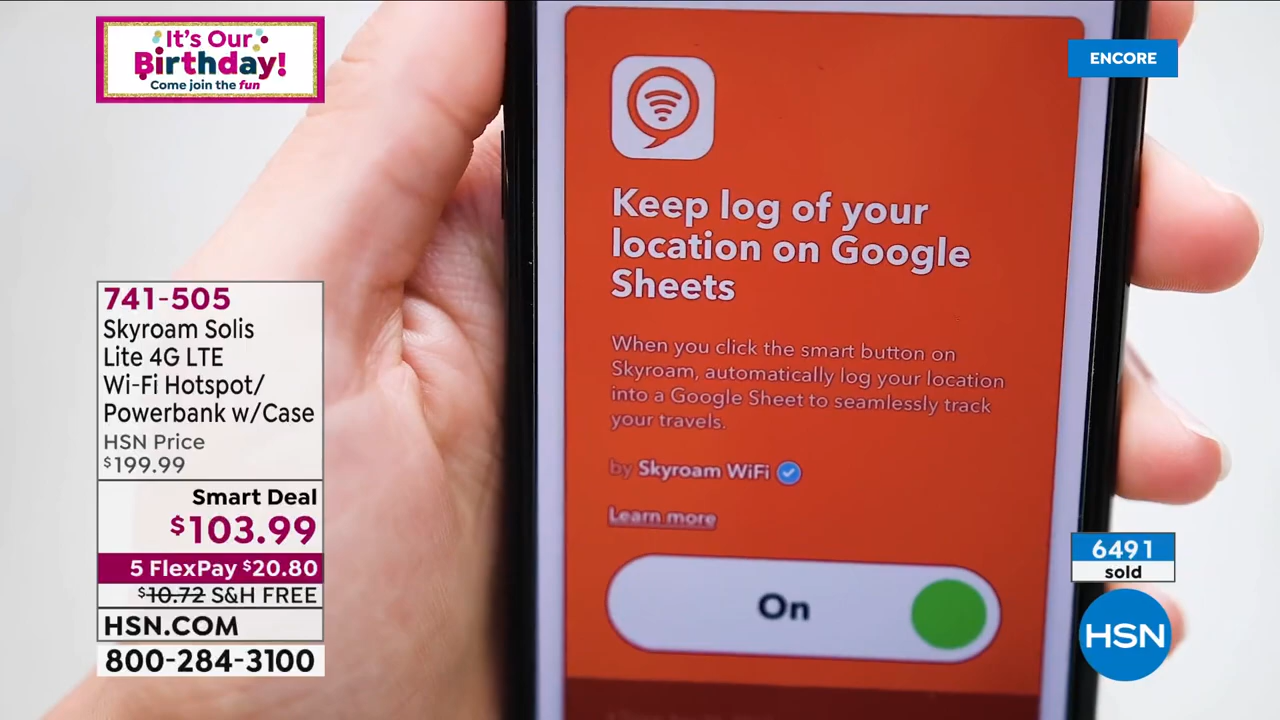 It's Our
Birthday!
Come join the fun
ENCORE
Keep log of your
location on Google
Sheets
When you click the smart button on
Skyroam, automatically log your location
into a Google Sheet to seamlessly track
your travels.
by Skyroam WiFi
Learn more
On
741-505
Skyroam Solis
Lite 4G LTE
Wi-Fi Hotspot/
Powerbank w/Case
HSN Price
$199.99
Smart Deal
$103.99
5 FlexPay $20.80
$10.72 S&H FREE
HSN.COM
800-284-3100
6491
sold
HSN